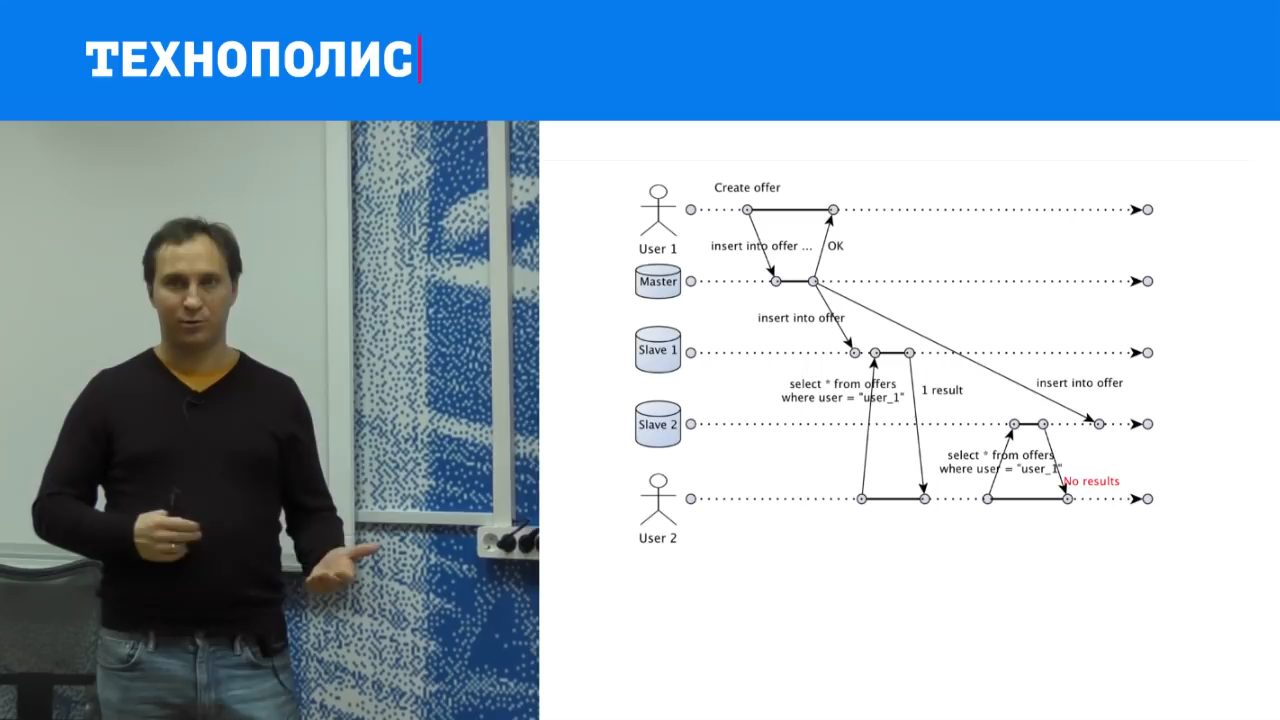 ТЕХНОПОЛИС
Create offer
User 1
insert into offer ...
OK
Master
insert into offer
Slave 1
select * from offers
where user = "user_1"
1 result
insert into offer
Slave 2
select * from offers
where user = "user_1"
No results
User 2